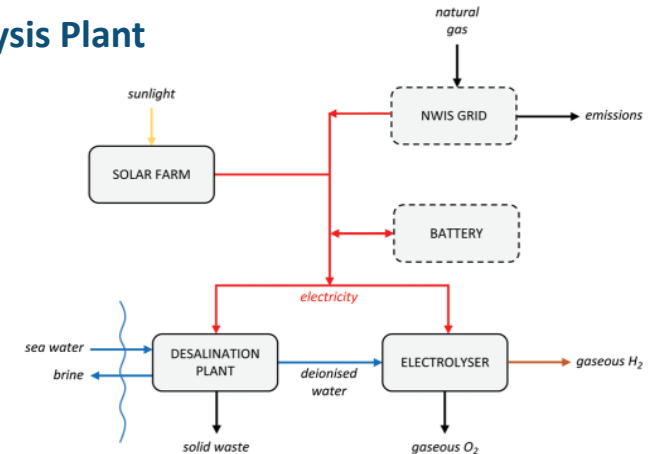 ysis Plant
natural
gas
sunlight
NWIS GRID
emissions
SOLAR FARM
BATTERY
electricity
sea water
brine
DESALINATION
PLANT
deionised
water
ELECTROLYSER
gaseous H₂
solid waste
gaseous O₂